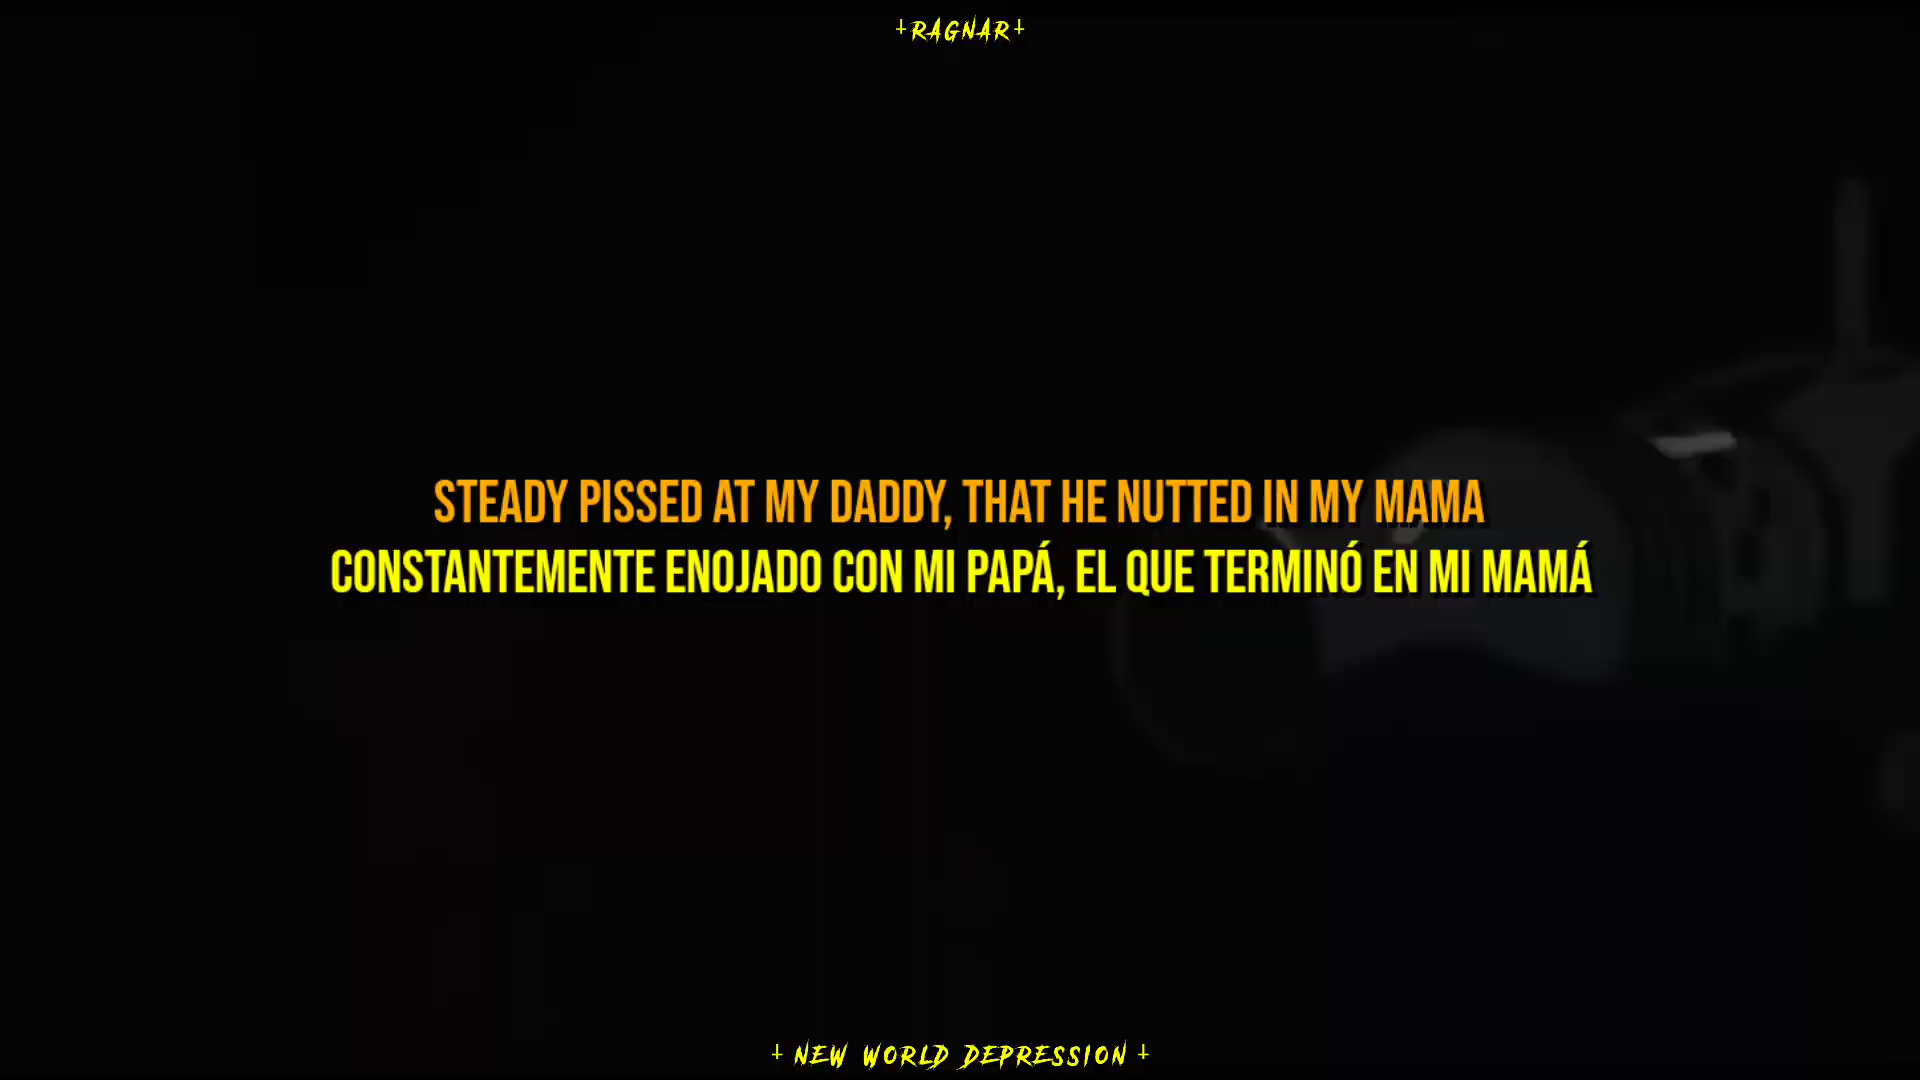 +RAGNAR+
STEADY PISSED AT MY DADDY, THAT HE NUTTED IN MY MAMA
CONSTANTEMENTE ENOJADO CON MI PAPÁ, EL QUE TERMINÓ EN MI MAMÁ
+ NEW WORLD DEPRESSION +